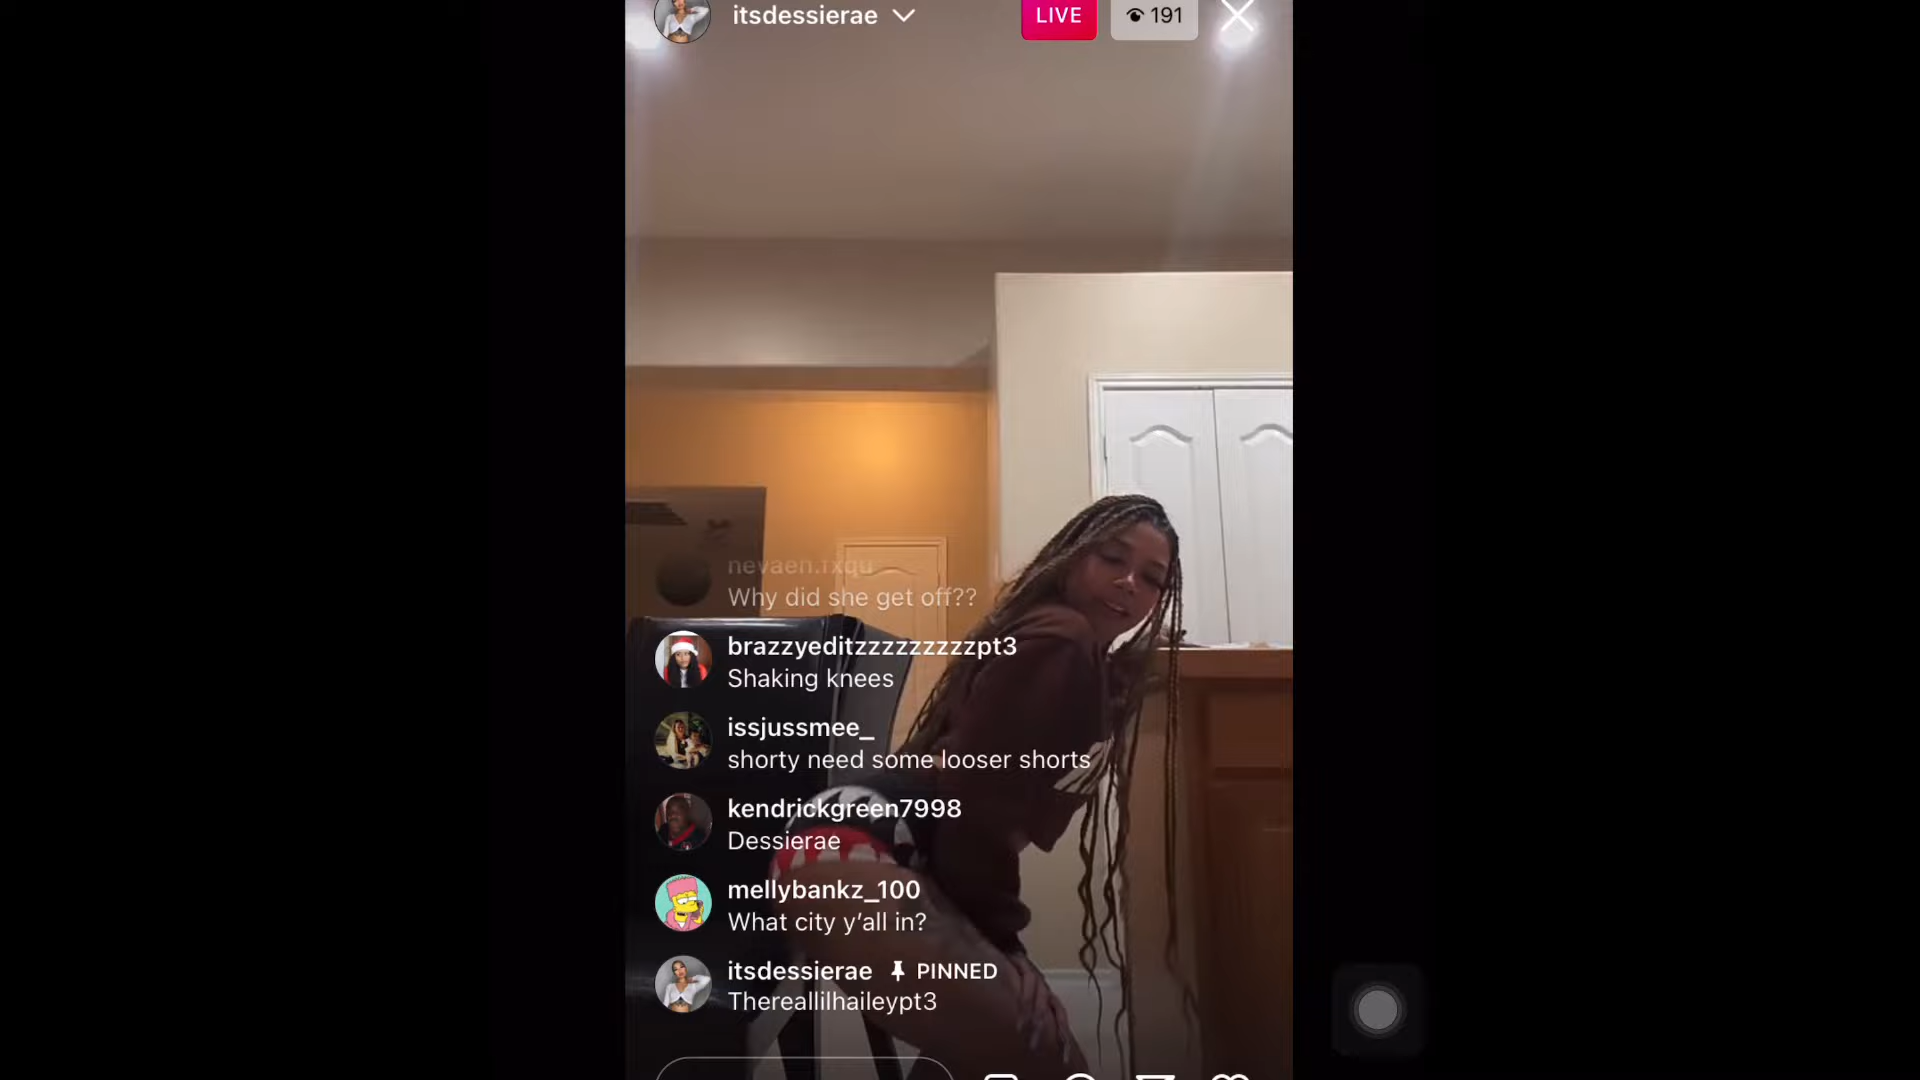 itsdessierae
LIVE
191
Why did she get off??
brazzyeditzzzzzzzzzpt3
Shaking knees
issjussmee_
shorty need some looser shorts
kendrickgreen7998
Dessierae
mellybankz_100
What city y’all in?
itsdessierae PINNED
Thereallilhaileypt3